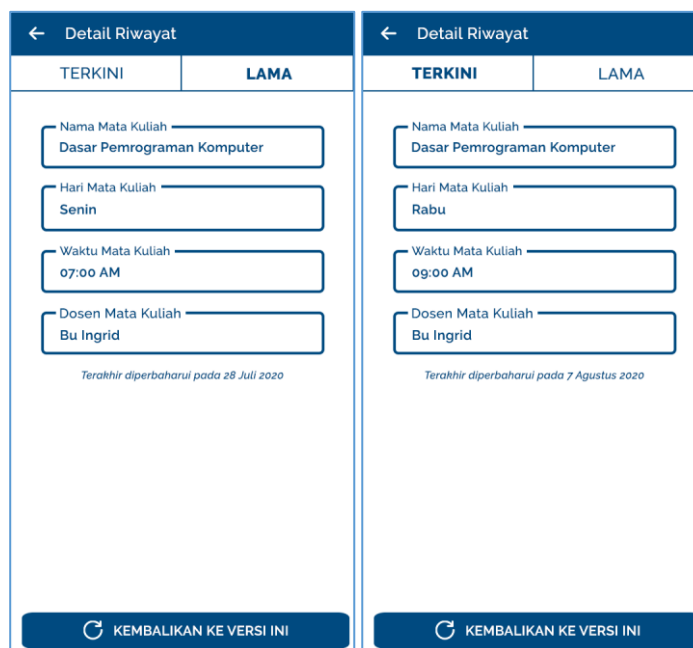 Detail Riwayat
TERKINI
LAMA
Nama Mata Kuliah
Dasar Pemrograman Komputer
Hari Mata Kuliah
Senin
Waktu Mata Kuliah
07:00 AM
Dosen Mata Kuliah
Bu Ingrid
Terakhir diperbaharui pada 28 Juli 2020
KEMBALIKAN KE VERSI INI
Detail Riwayat
TERKINI
LAMA
Nama Mata Kuliah
Dasar Pemrograman Komputer
Hari Mata Kuliah
Rabu
Waktu Mata Kuliah
09:00 AM
Dosen Mata Kuliah
Bu Ingrid
Terakhir diperbaharui pada 7 Agustus 2020
KEMBALIKAN KE VERSI INI